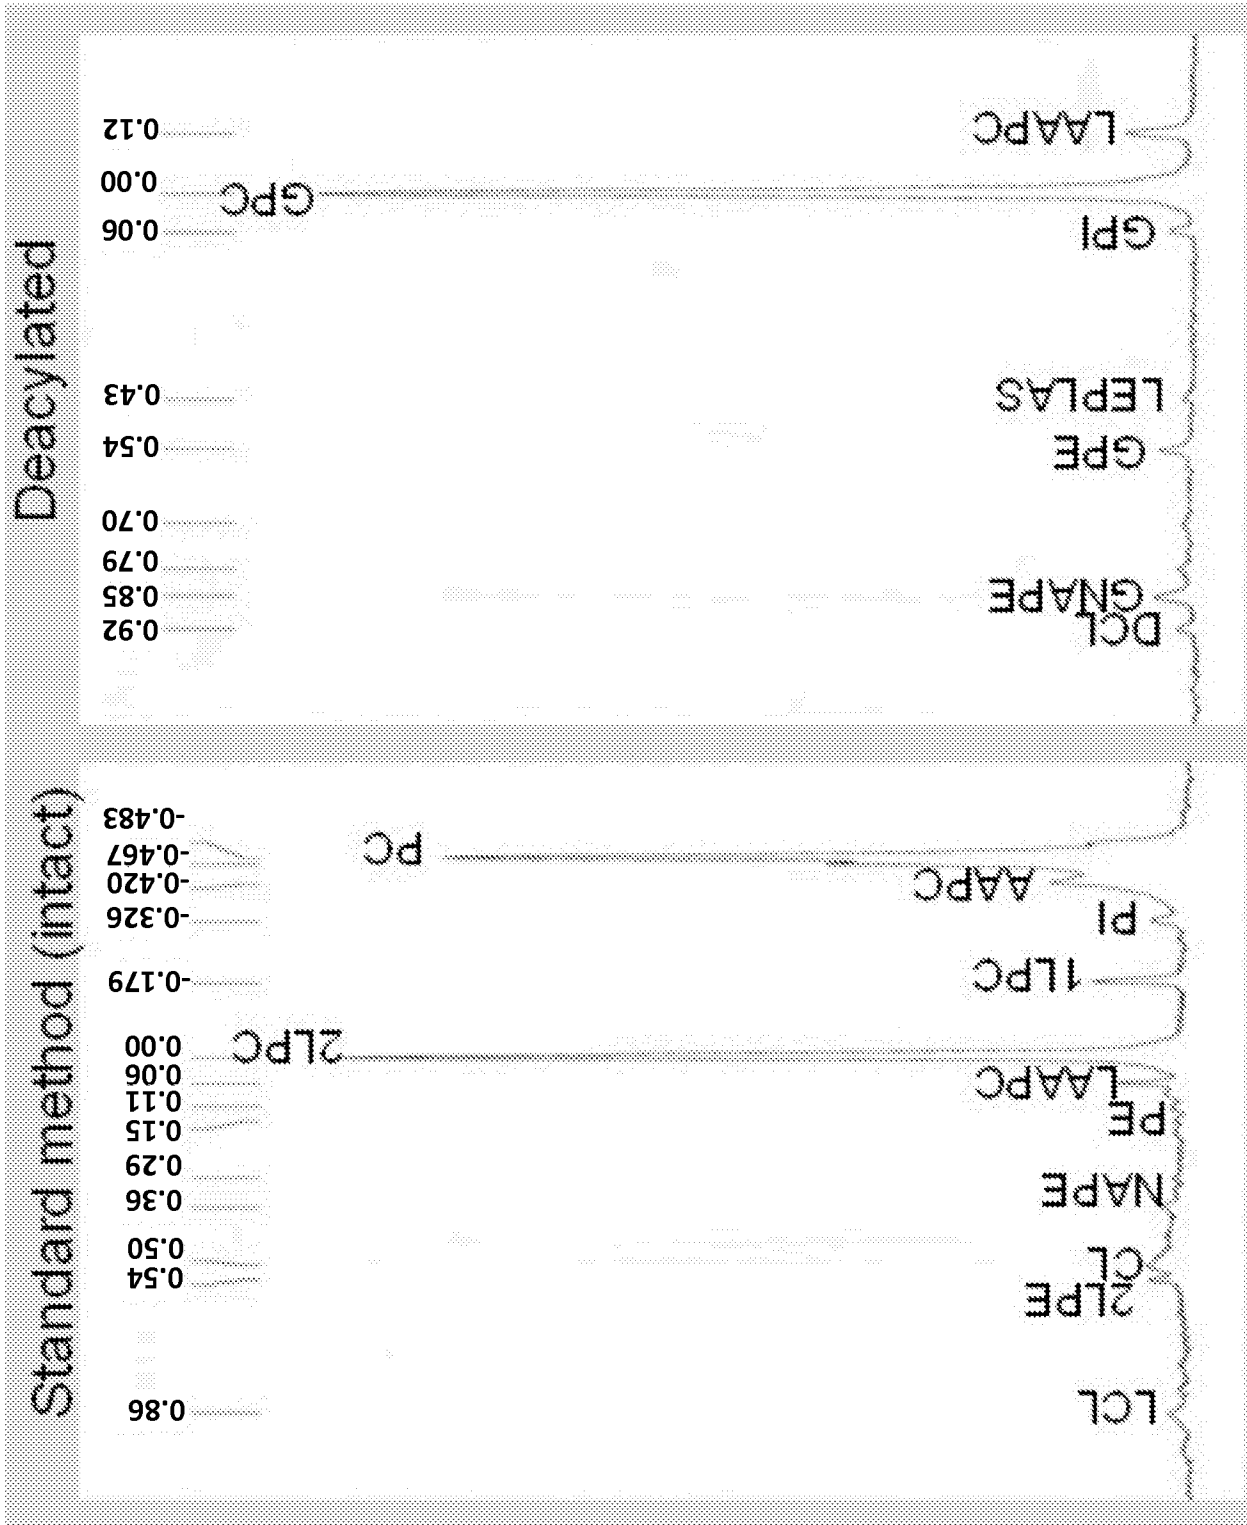 Standard method (intact)
0.86
0.54
0.50
0.36
0.29
0.15
0.11
0.06
0.00
-0.179
-0.326
-0.420
-0.467
-0.483
LCL
2LPE
CL
NAPE
PE
LAAPC
2LPC
1LPC
PI
AAPC
PC
Deacylated
0.92
0.85
0.79
0.70
0.54
0.43
0.06
0.00
0.12
DCL
GNAPE
GPE
LEPLAS
GPI
GPC
LAAPC